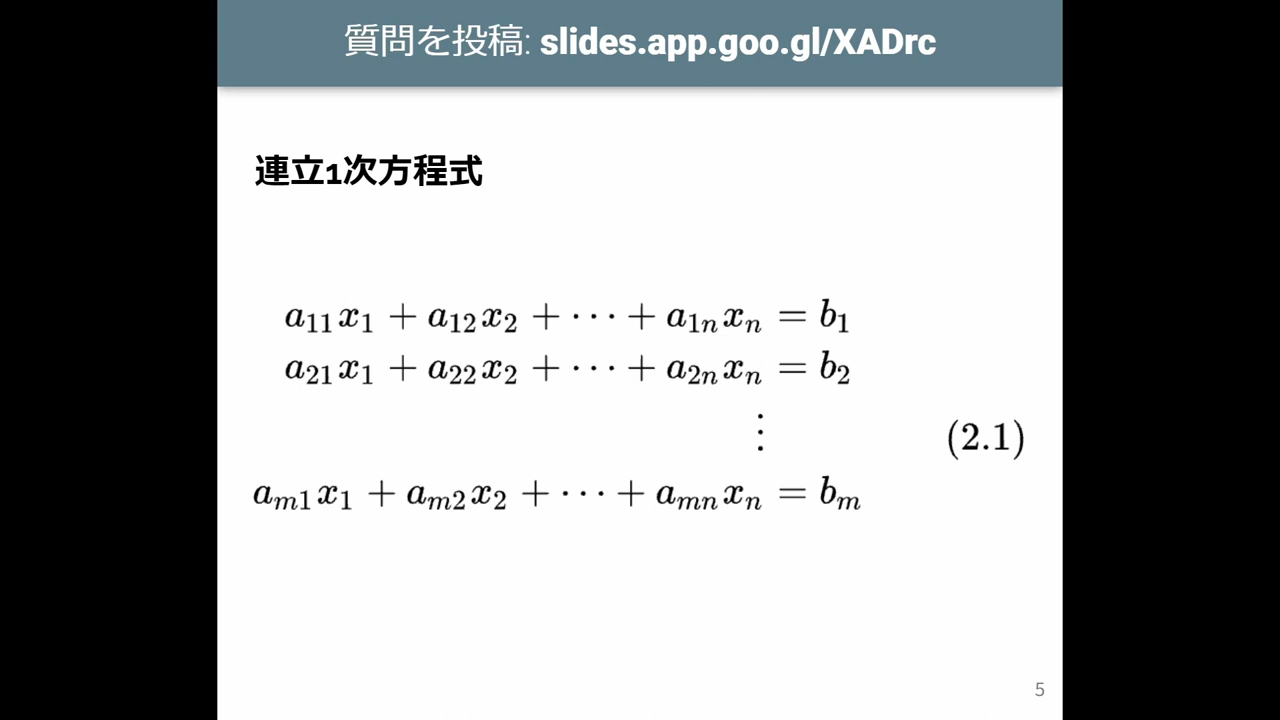 質問を投稿: slides.app.goo.gl/XADrc
連立1次方程式
a₁₁x₁ + a₁₂x₂ + ⋯ + a₁ₙxₙ = b₁
a₂₁x₁ + a₂₂x₂ + ⋯ + a₂ₙxₙ = b₂
⋮
(2.1)
aₘ₁x₁ + aₘ₂x₂ + ⋯ + aₘₙxₙ = bₘ
5